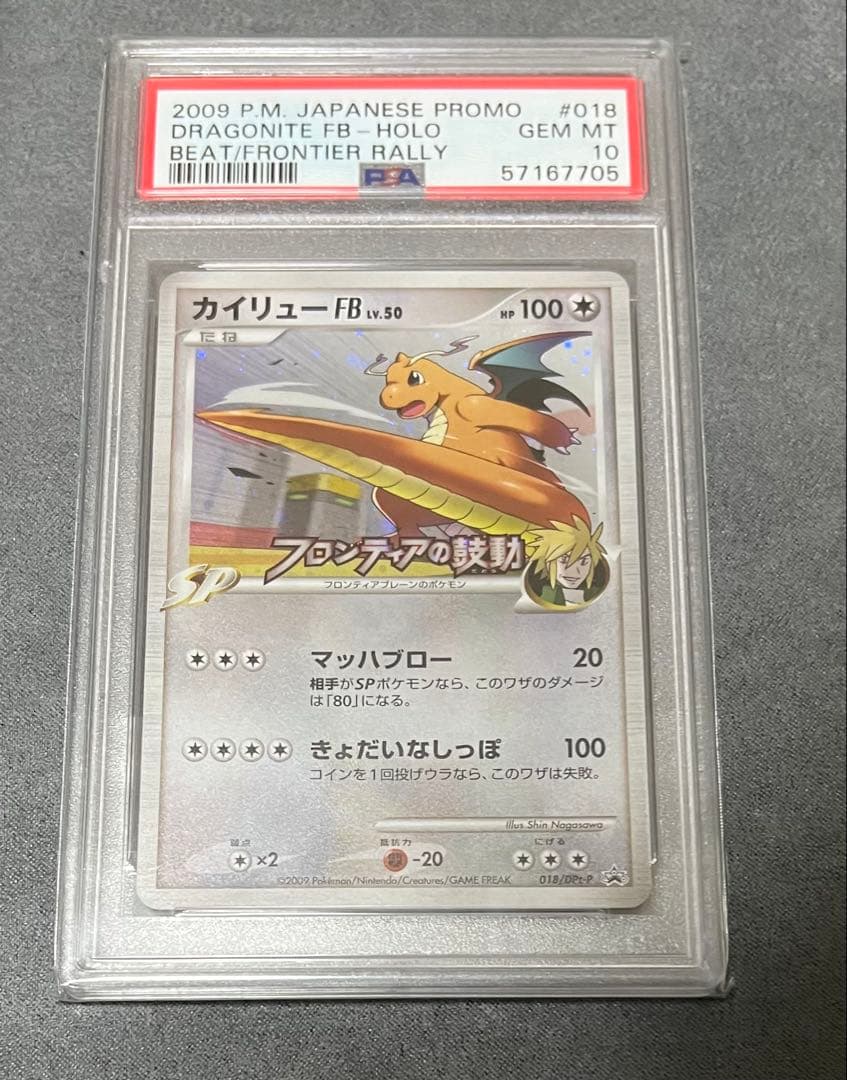 2009 P.M. JAPANESE PROMO #018
DRAGONITE FB-HOLO GEM MT
BEAT/FRONTIER RALLY 10
PSA 57167705
カイリュー FB LV.50 HP 100
たね
フロンティアの鼓動
SP フロンティアブレーンのポケモン
マッハブロー 20
相手がSPポケモンなら、このワザのダメージ
は「80」になる。
きょだいなしっぽ 100
コインを1回投げウラなら、このワザは失敗。
Illus. Shin Nagasawa
弱点 抵抗力 にげる
×2 -20
©2009 Pokémon/Nintendo/Creatures/GAME FREAK 018/DPt-P